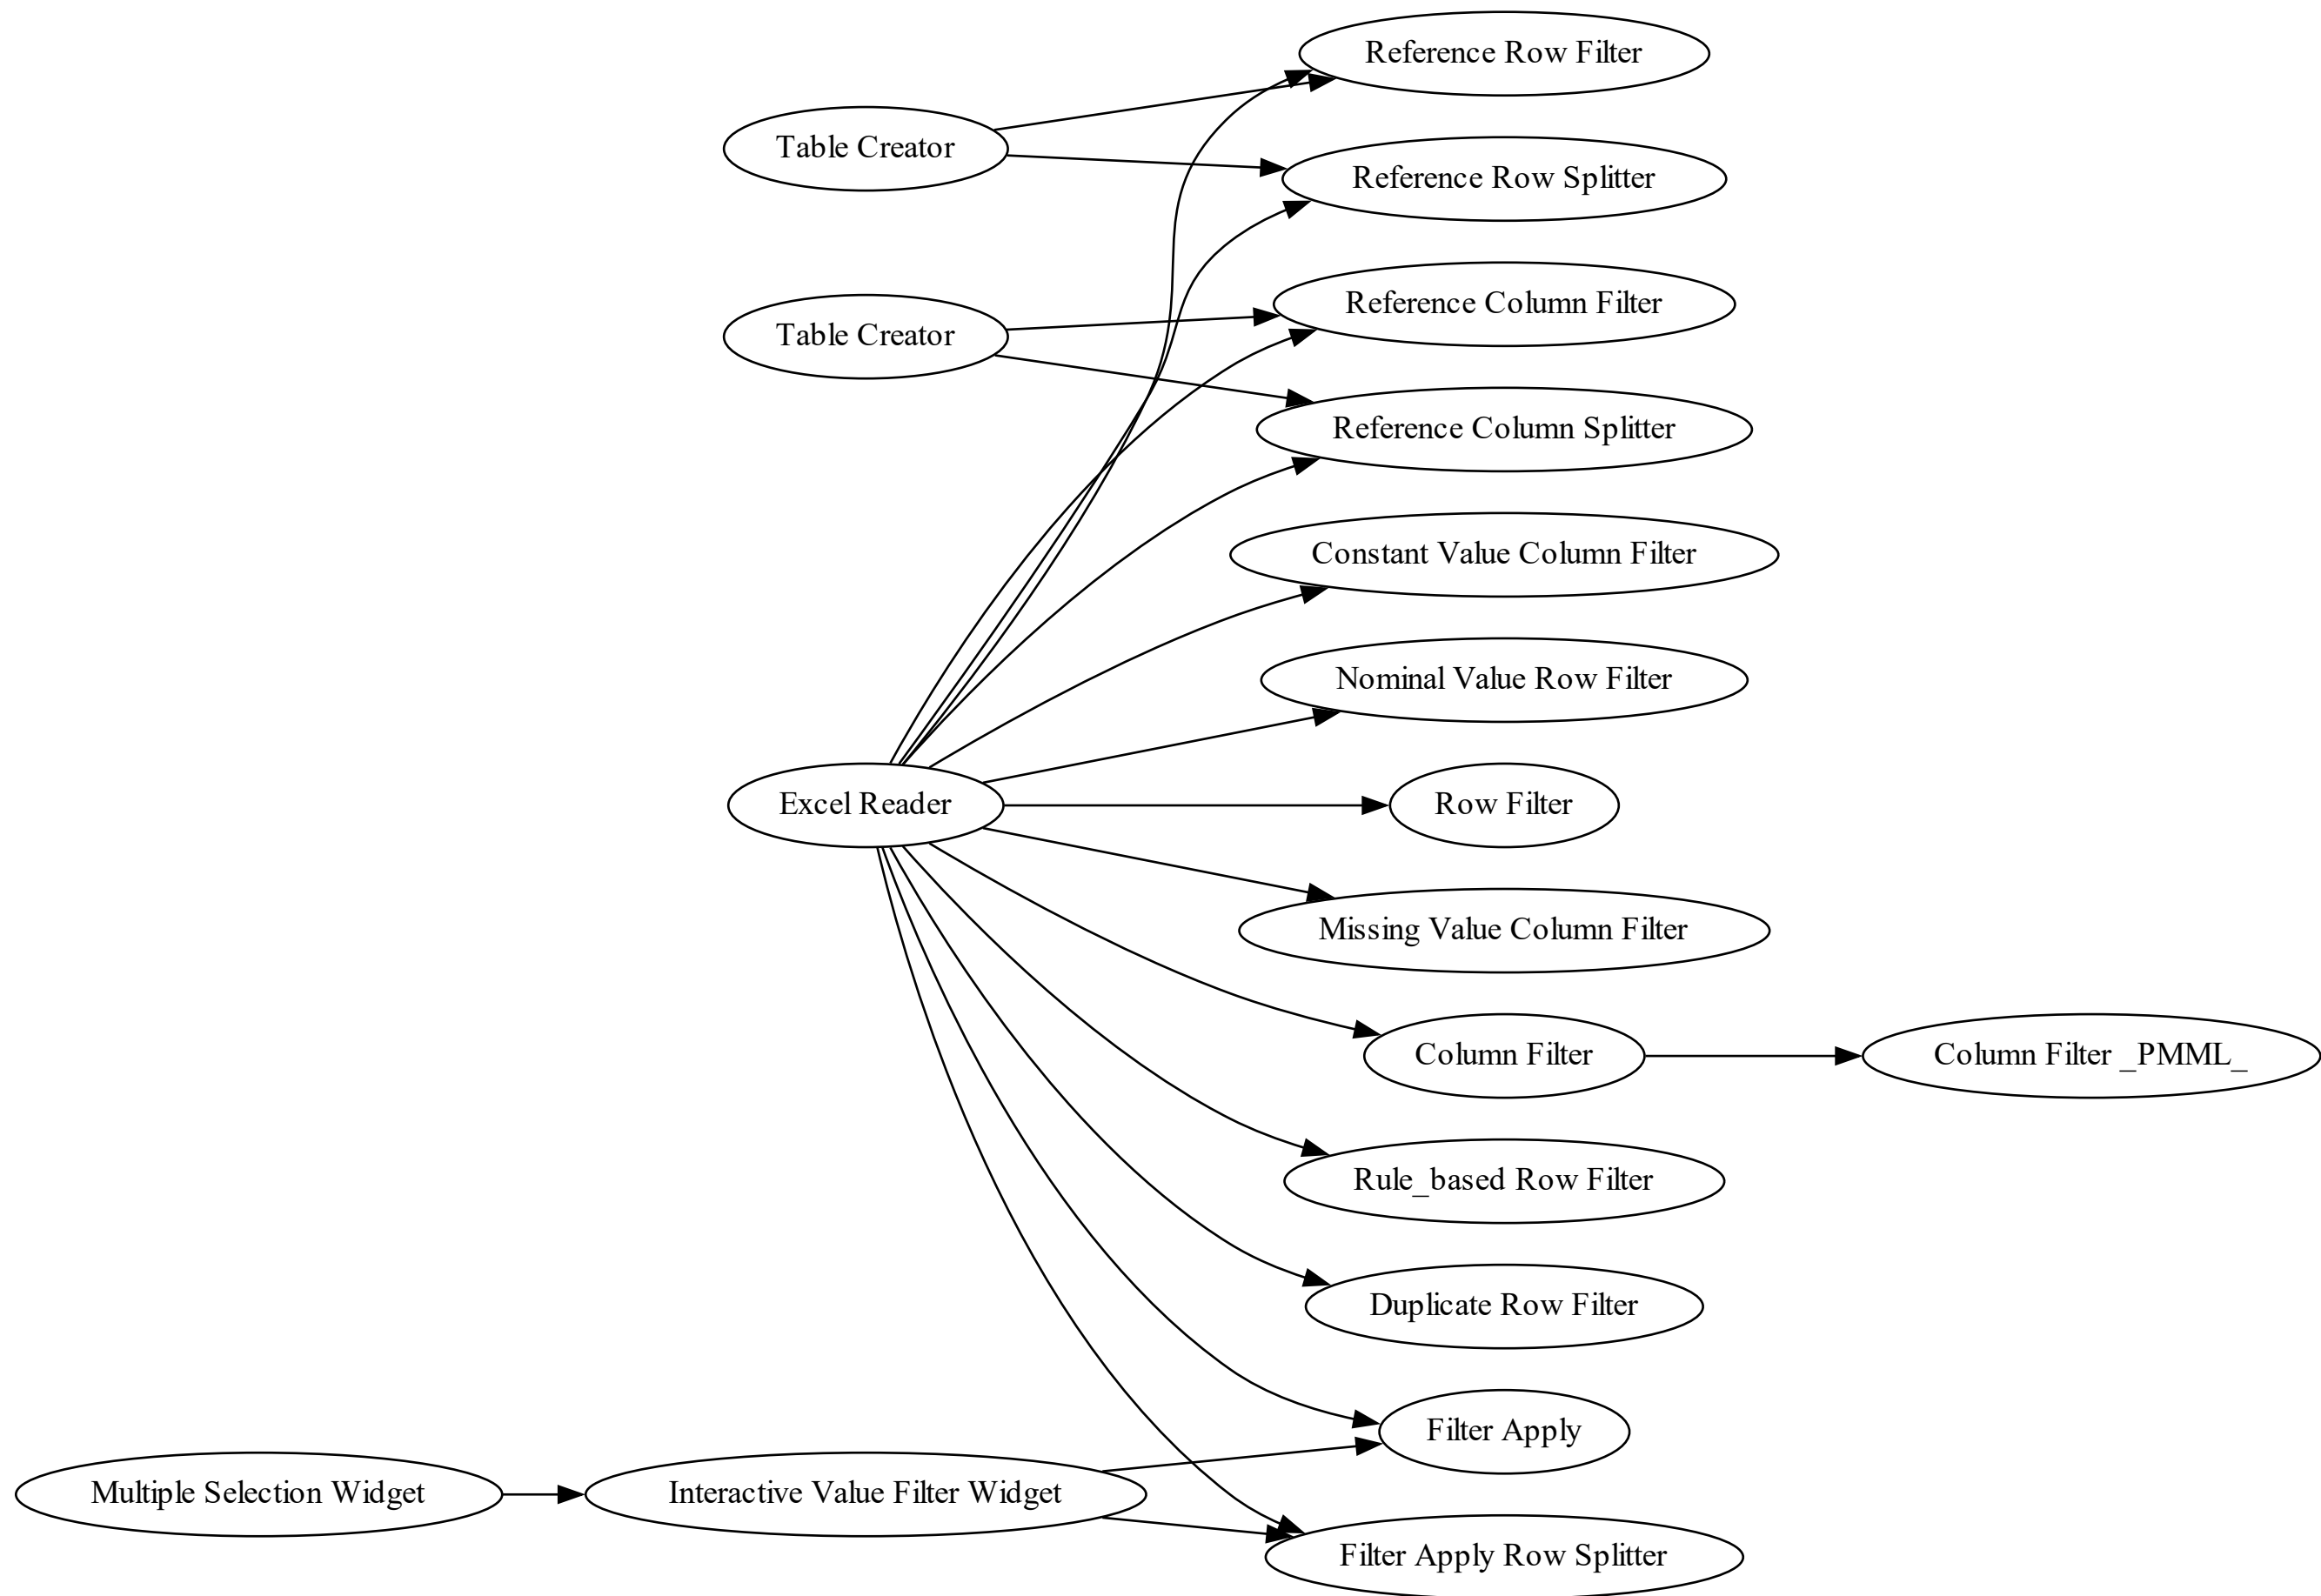 Reference Row Filter
Table Creator
Reference Row Splitter
Reference Column Filter
Table Creator
Reference Column Splitter
Constant Value Column Filter
Nominal Value Row Filter
Excel Reader
Row Filter
Missing Value Column Filter
Column Filter
Column Filter _PMML_
Rule_based Row Filter
Duplicate Row Filter
Filter Apply
Multiple Selection Widget
Interactive Value Filter Widget
Filter Apply Row Splitter